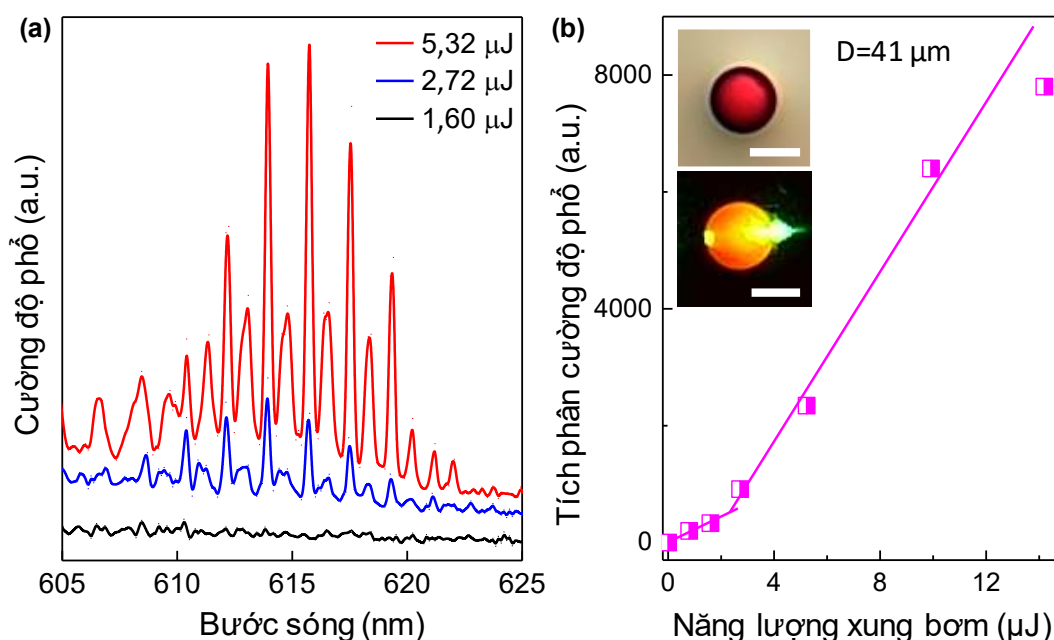 (a)
5,32 μJ
2,72 μJ
1,60 μJ
Cường độ phổ (a.u.)
605 610 615 620 625
Bước sóng (nm)
(b)
D=41 μm
8000
4000
0
Tích phân cường độ phổ (a.u.)
0 4 8 12
Năng lượng xung bơm (μJ)